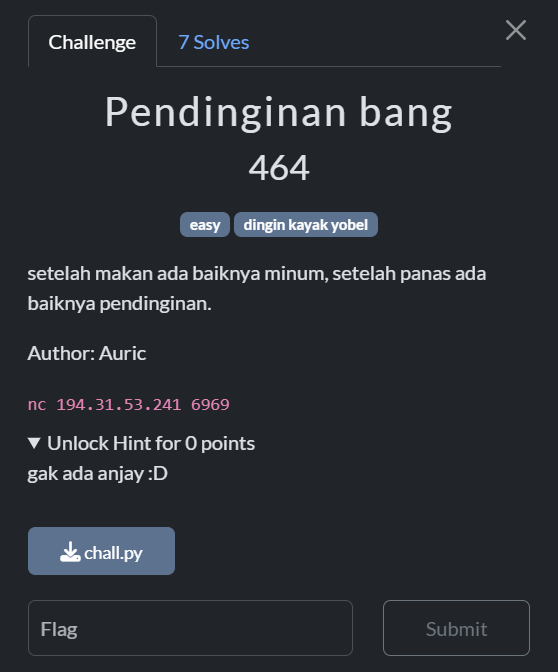 Challenge
7 Solves
Pendinginan bang
464
easy
dingin kayak yobel
setelah makan ada baiknya minum, setelah panas ada
baiknya pendinginan.
Author: Auric
nc 194.31.53.241 6969
▼ Unlock Hint for 0 points
gak ada anjay :D
chall.py
Flag
Submit